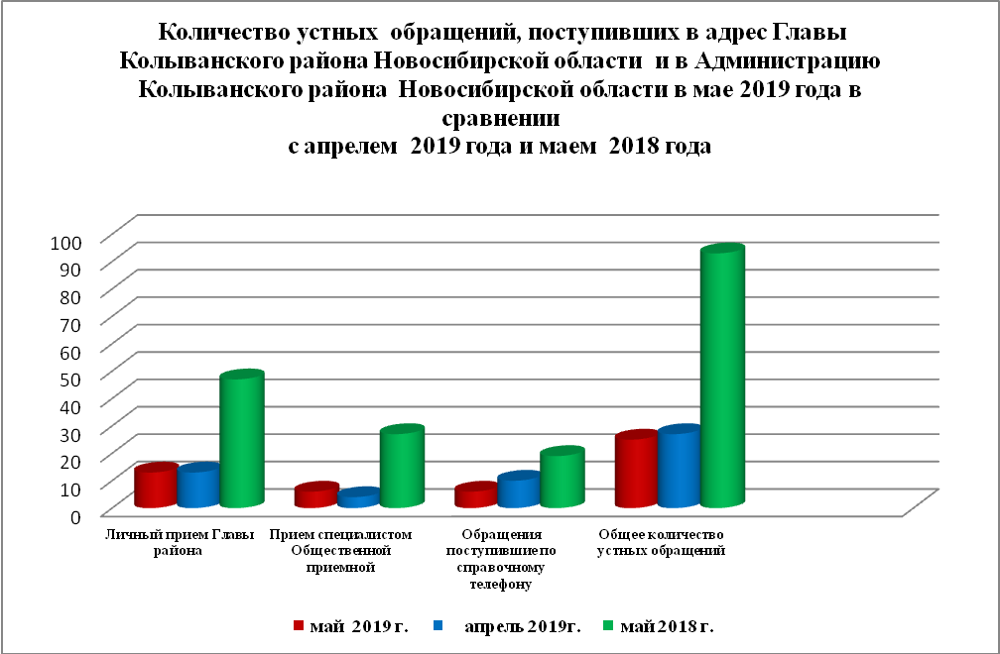 Количество устных обращений, поступивших в адрес Главы
Колыванского района Новосибирской области и в Администрацию
Колыванского района Новосибирской области в мае 2019 года в
сравнении
с апрелем 2019 года и маем 2018 года
100
90
80
70
60
50
40
30
20
10
0
Личный прием Главы
района
Прием специалистом
Общественной
приемной
Обращения
поступившие по
справочному
телефону
Общее количество
устных обращений
май 2019 г.
апрель 2019г.
май 2018 г.